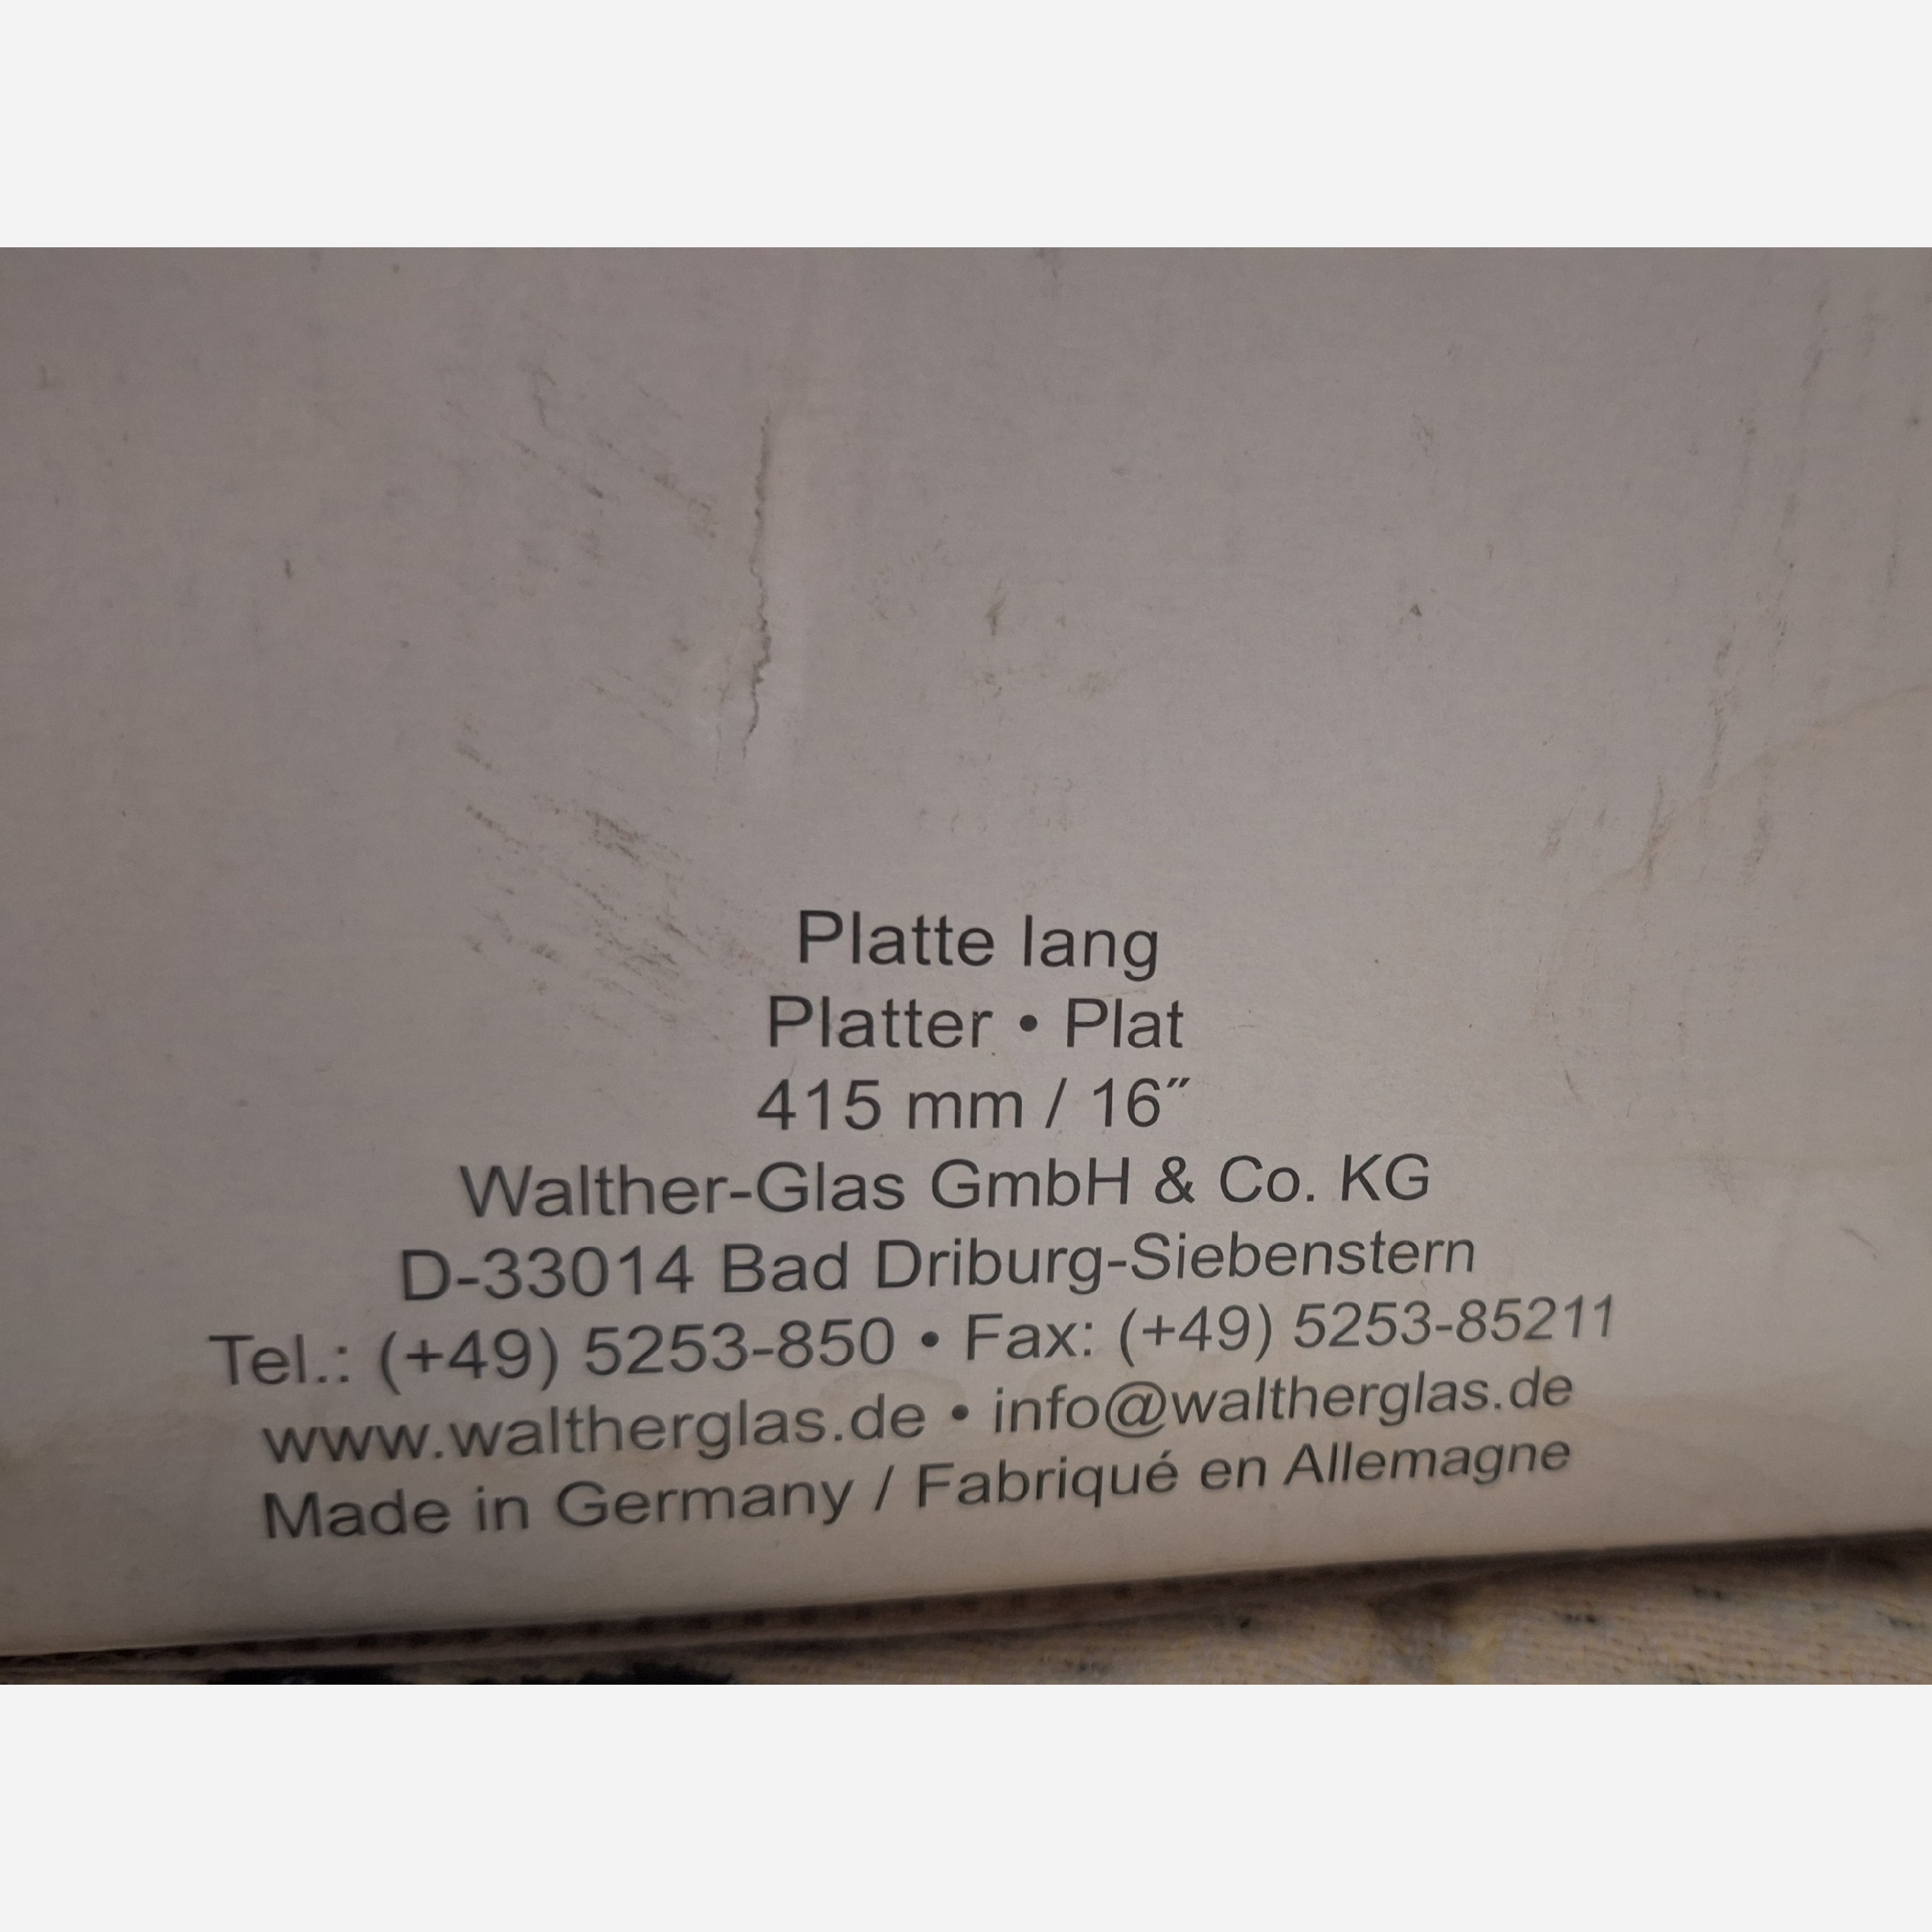 Platte lang
Platter • Plat
415 mm / 16″
Walther-Glas GmbH & Co. KG
D-33014 Bad Driburg-Siebenstern
Tel.: (+49) 5253-850 • Fax: (+49) 5253-85211
www.waltherglas.de • info@waltherglas.de
Made in Germany / Fabriqué en Allemagne